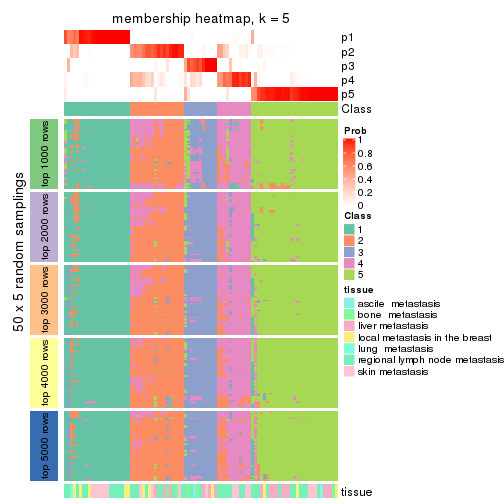 membership heatmap, k = 5
p1
p2
p3
p4
p5
Class
50 x 5 random samplings
top 1000 rows
top 2000 rows
top 3000 rows
top 4000 rows
top 5000 rows
tissue
Prob
1
0.8
0.6
0.4
0.2
0
Class
1
2
3
4
5
tissue
ascite metastasis
bone metastasis
liver metastasis
local metastasis in the breast
lung metastasis
regional lymph node metastasis
skin metastasis